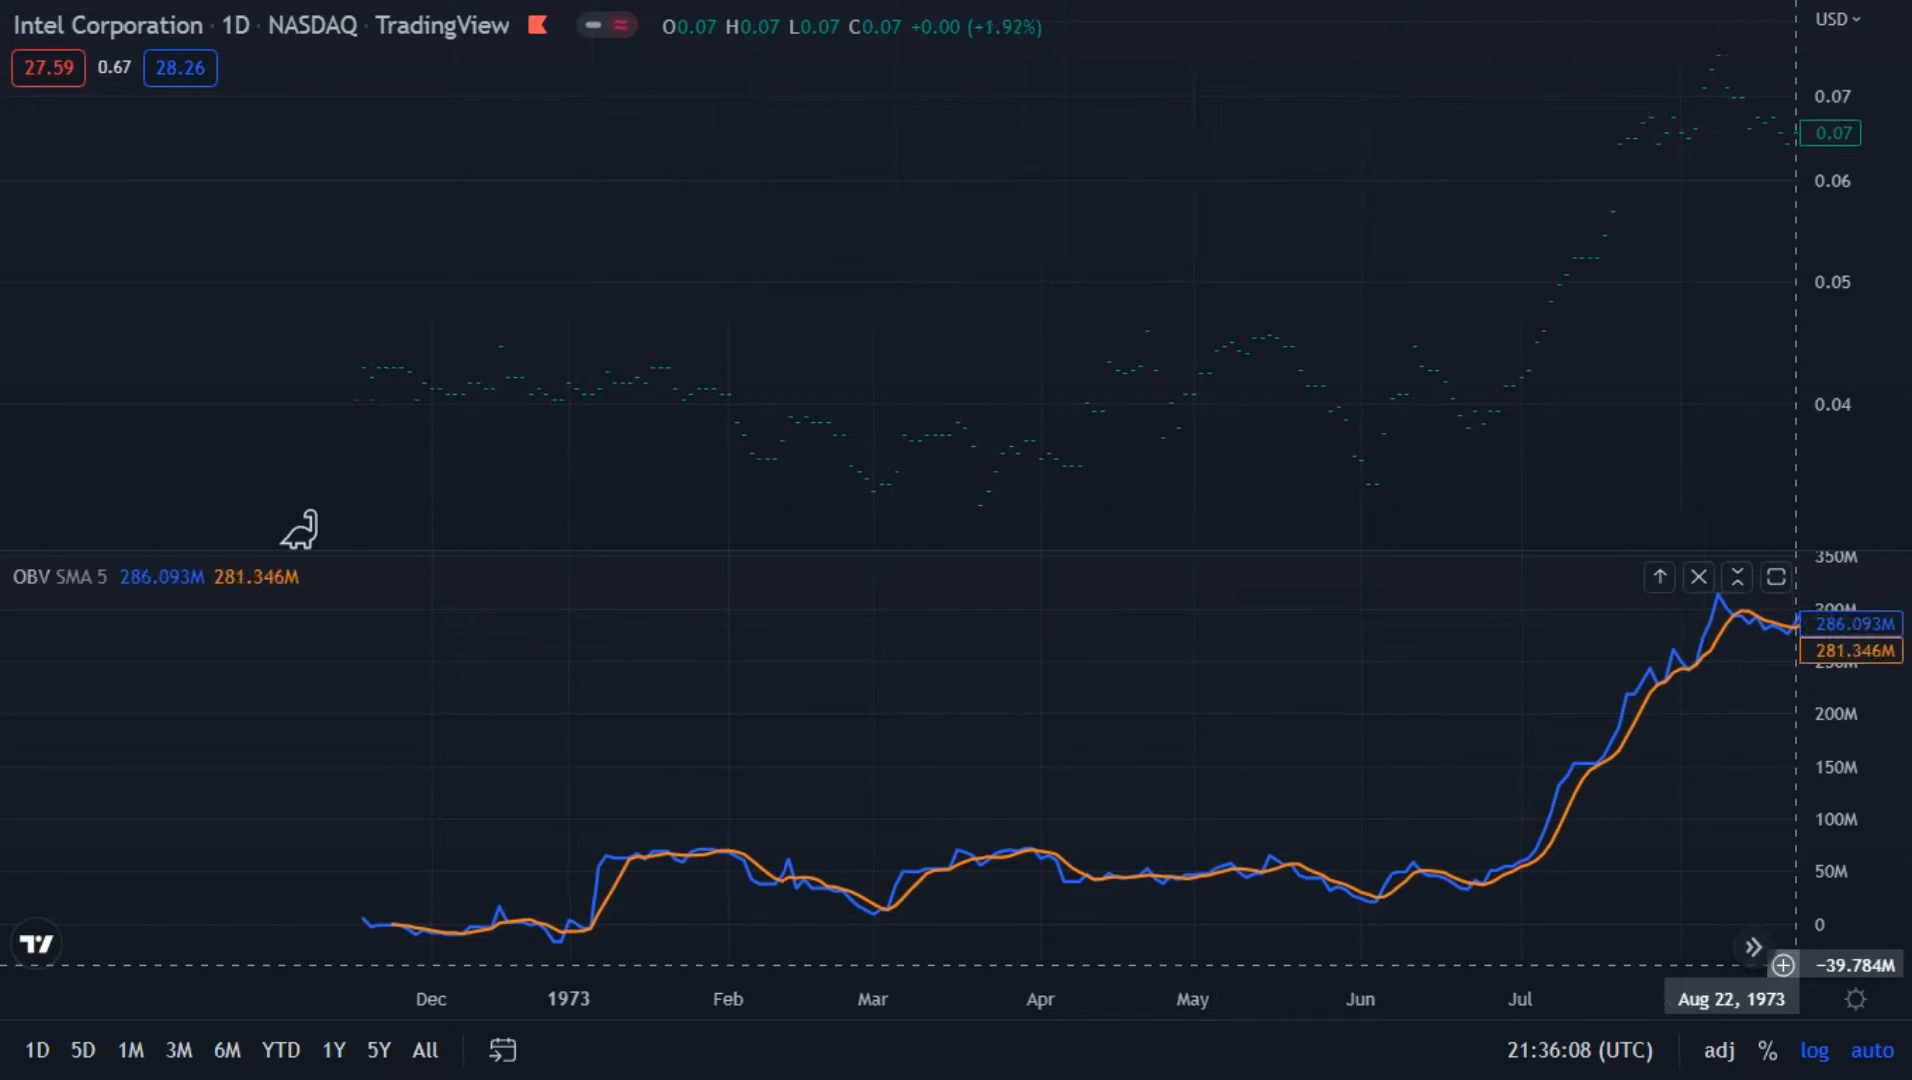 Intel Corporation · 1D · NASDAQ · TradingView
O0.07 H0.07 L0.07 C0.07 +0.00 (+1.92%)
USD
27.59 0.67 28.26
0.07
0.07
0.06
0.05
0.04
OBV SMA 5 286.093M 281.346M
350M
300M
286.093M
281.346M
250M
200M
150M
100M
50M
0
−39.784M
Dec 1973 Feb Mar Apr May Jun Jul Aug 22, 1973
1D 5D 1M 3M 6M YTD 1Y 5Y All
21:36:08 (UTC) adj % log auto